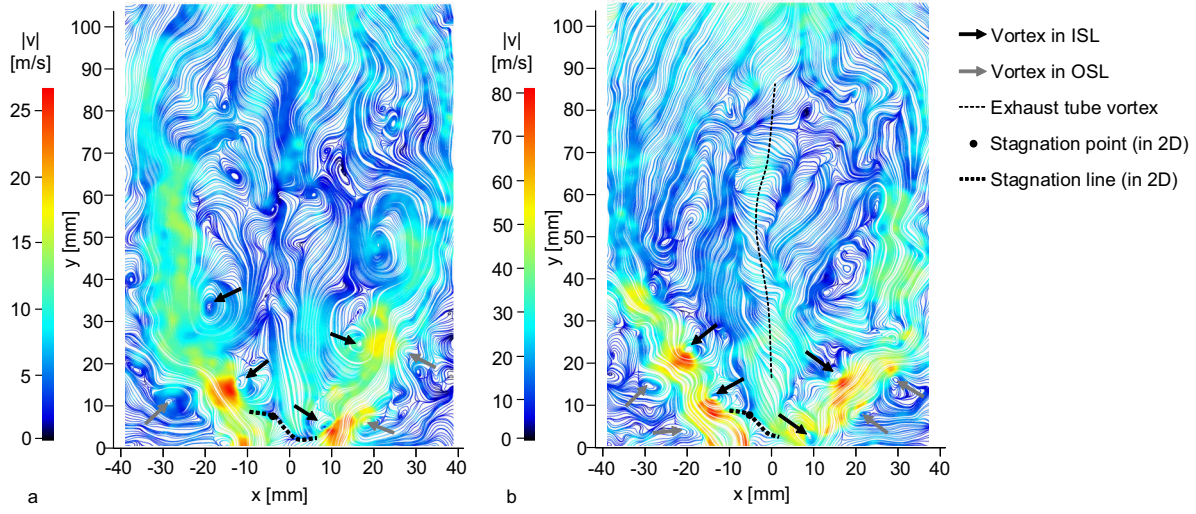 |v|
[m/s]
25
20
15
10
5
0
y [mm]
100
90
80
70
60
50
40
30
20
10
0
-40 -30 -20 -10 0 10 20 30 40
x [mm]
a
|v|
[m/s]
80
70
60
50
40
30
20
10
0
y [mm]
100
90
80
70
60
50
40
30
20
10
0
-40 -30 -20 -10 0 10 20 30 40
x [mm]
b
Vortex in ISL
Vortex in OSL
Exhaust tube vortex
Stagnation point (in 2D)
Stagnation line (in 2D)